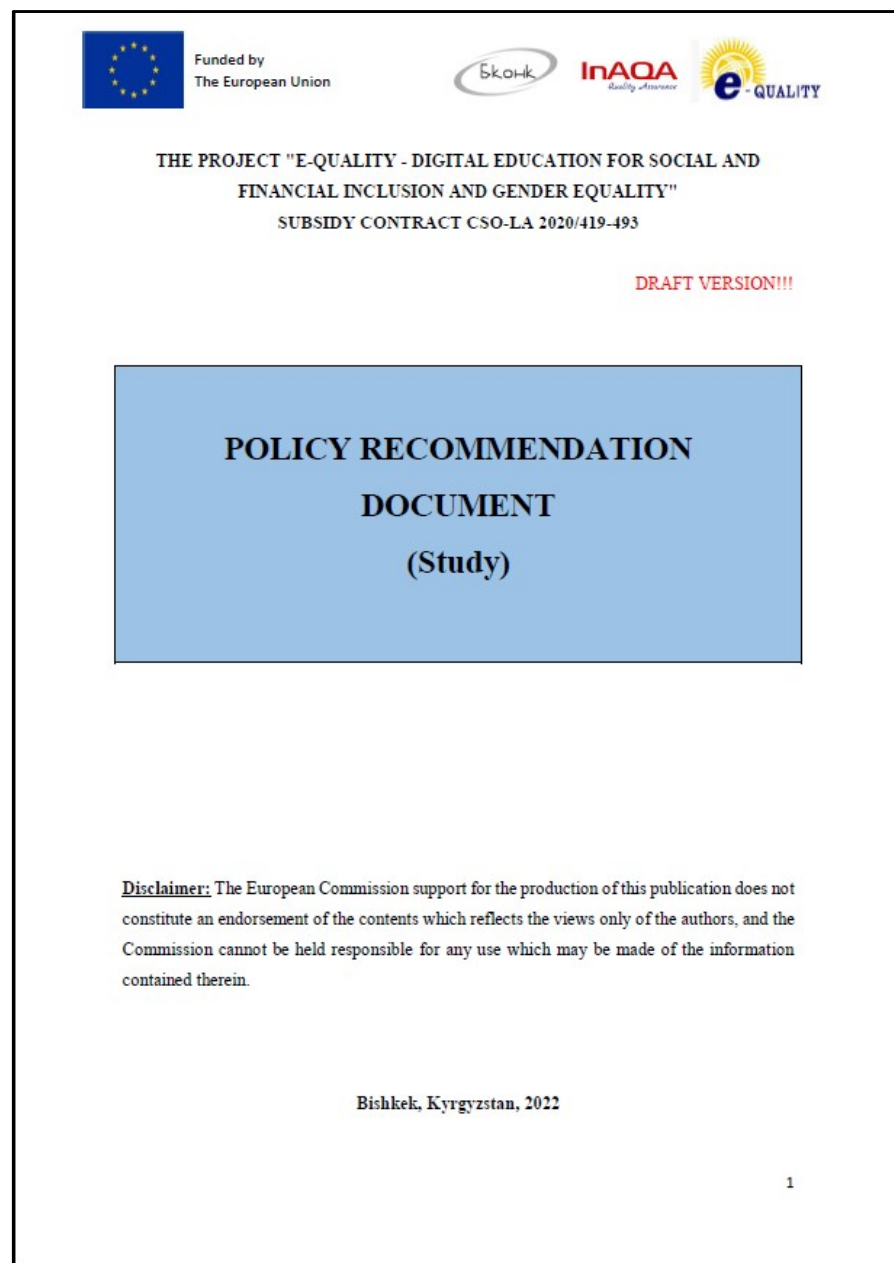 Funded by
The European Union
Бконк
InAQA
Quality Assurance
e - QUALITY
THE PROJECT "E-QUALITY - DIGITAL EDUCATION FOR SOCIAL AND
FINANCIAL INCLUSION AND GENDER EQUALITY"
SUBSIDY CONTRACT CSO-LA 2020/419-493
DRAFT VERSION!!!
POLICY RECOMMENDATION
DOCUMENT
(Study)
Disclaimer: The European Commission support for the production of this publication does not
constitute an endorsement of the contents which reflects the views only of the authors, and the
Commission cannot be held responsible for any use which may be made of the information
contained therein.
Bishkek, Kyrgyzstan, 2022
1